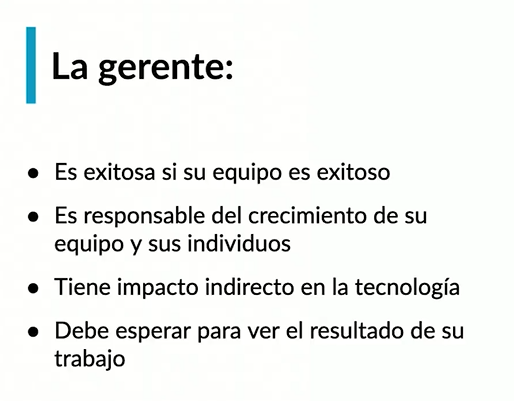 La gerente:
● Es exitosa si su equipo es exitoso
● Es responsable del crecimiento de su
equipo y sus individuos
● Tiene impacto indirecto en la tecnología
● Debe esperar para ver el resultado de su
trabajo